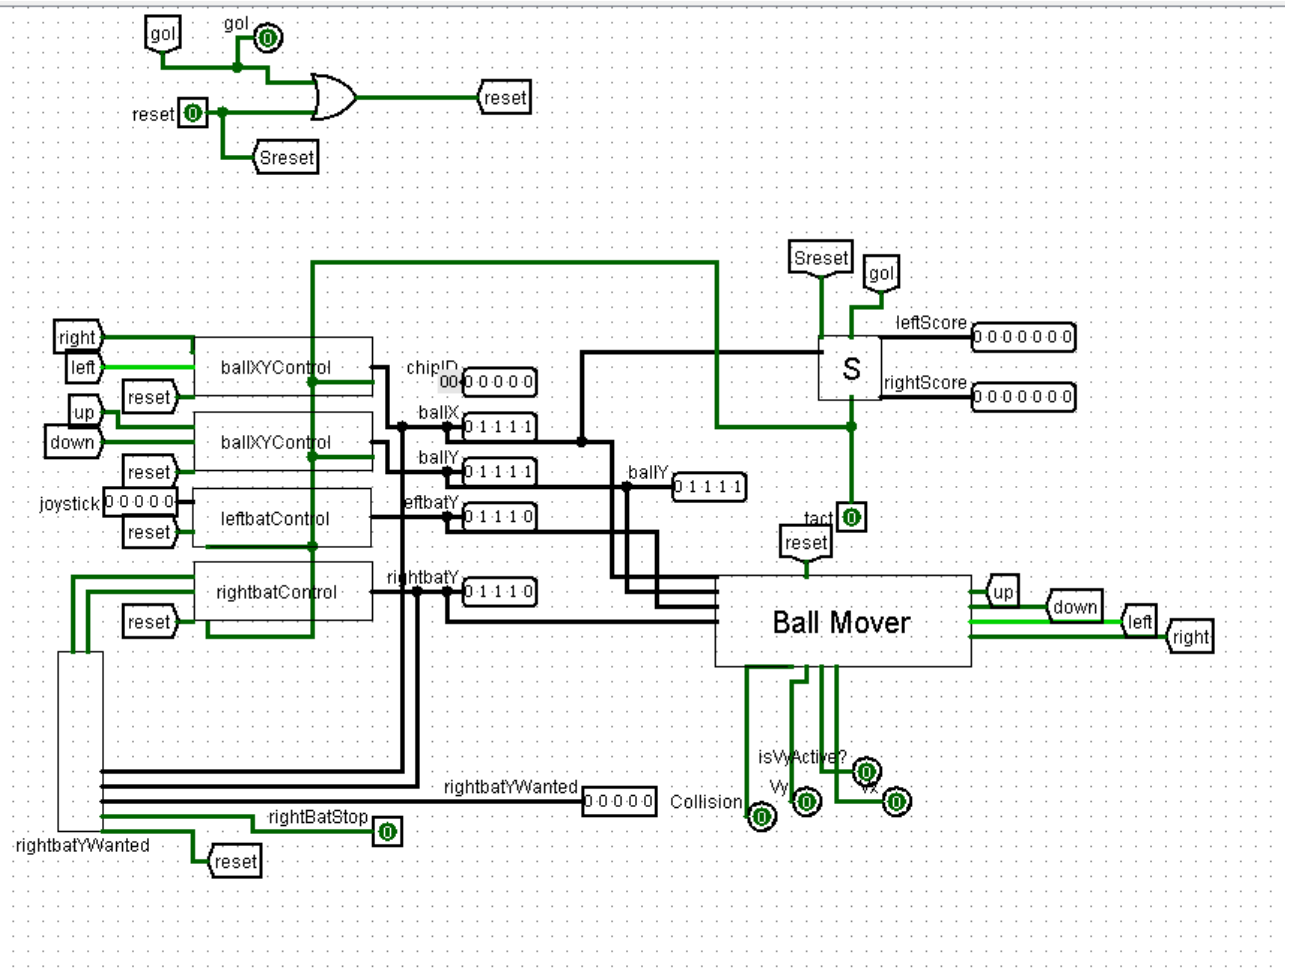 gol
gol
0
reset
0
reset
Sreset
Sreset
gol
leftScore
0 0 0 0 0 0 0
right
left
ballXYControl
chipID
00 0 0 0 0 0
S
rightScore
0 0 0 0 0 0 0
reset
up
ballX
0 1 1 1 1
down
ballXYControl
ballY
0 1 1 1 1
ballY
0 1 1 1 1
reset
joystick
0 0 0 0 0
leftbatControl
eftbatY
0 1 1 1 0
tact
0
reset
reset
rightbatControl
rightbatY
0 1 1 1 0
up
down
left
right
reset
Ball Mover
isVyActive?
0
rightbatYWanted
0 0 0 0 0
Collision
0
Vy
0
Vx
0
rightBatStop
0
rightbatYWanted
reset